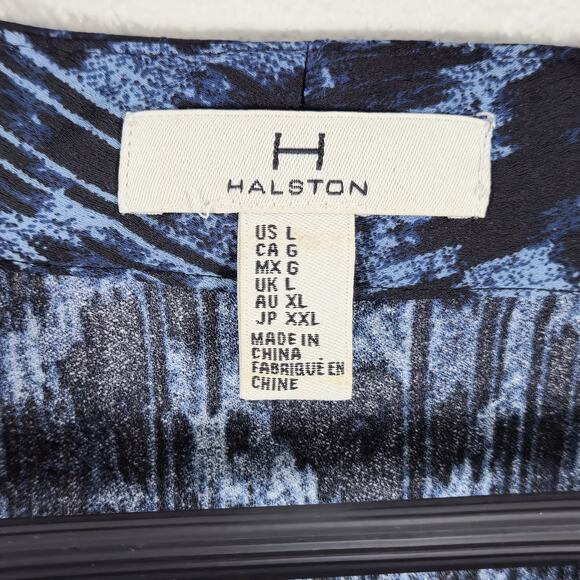 H
HALSTON
US L
CA G
MX G
UK L
AU XL
JP XXL
MADE IN
CHINA
FABRIQUÉ EN
CHINE